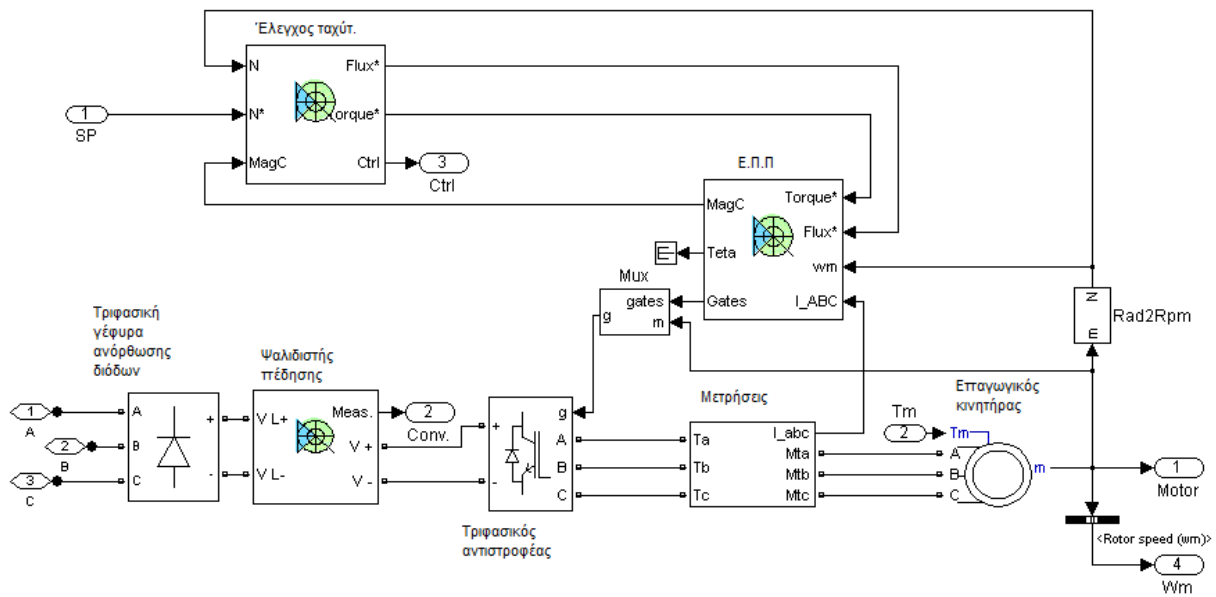 Έλεγχος ταχύτ.
N
Flux*
1
SP
N*
Torque*
MagC
Ctrl
3
Ctrl
Ε.Π.Π
MagC
Torque*
Flux*
Teta
wm
Gates
I_ABC
Mux
gates
g
m
N
m
Rad2Rpm
Τριφασική
γέφυρα
ανόρθωσης
διόδων
1
A
2
B
3
C
A
B
C
+
-
Ψαλιδιστής
πέδησης
V L+
V L-
Meas.
V +
V -
2
Conv.
g
+
-
A
B
C
Τριφασικός
αντιστροφέας
Μετρήσεις
Ta
Tb
Tc
I_abc
Mta
Mtb
Mtc
Επαγωγικός
κινητήρας
Tm
2
Tm
A
B
C
m
1
Motor
<Rotor speed (wm)>
4
Wm